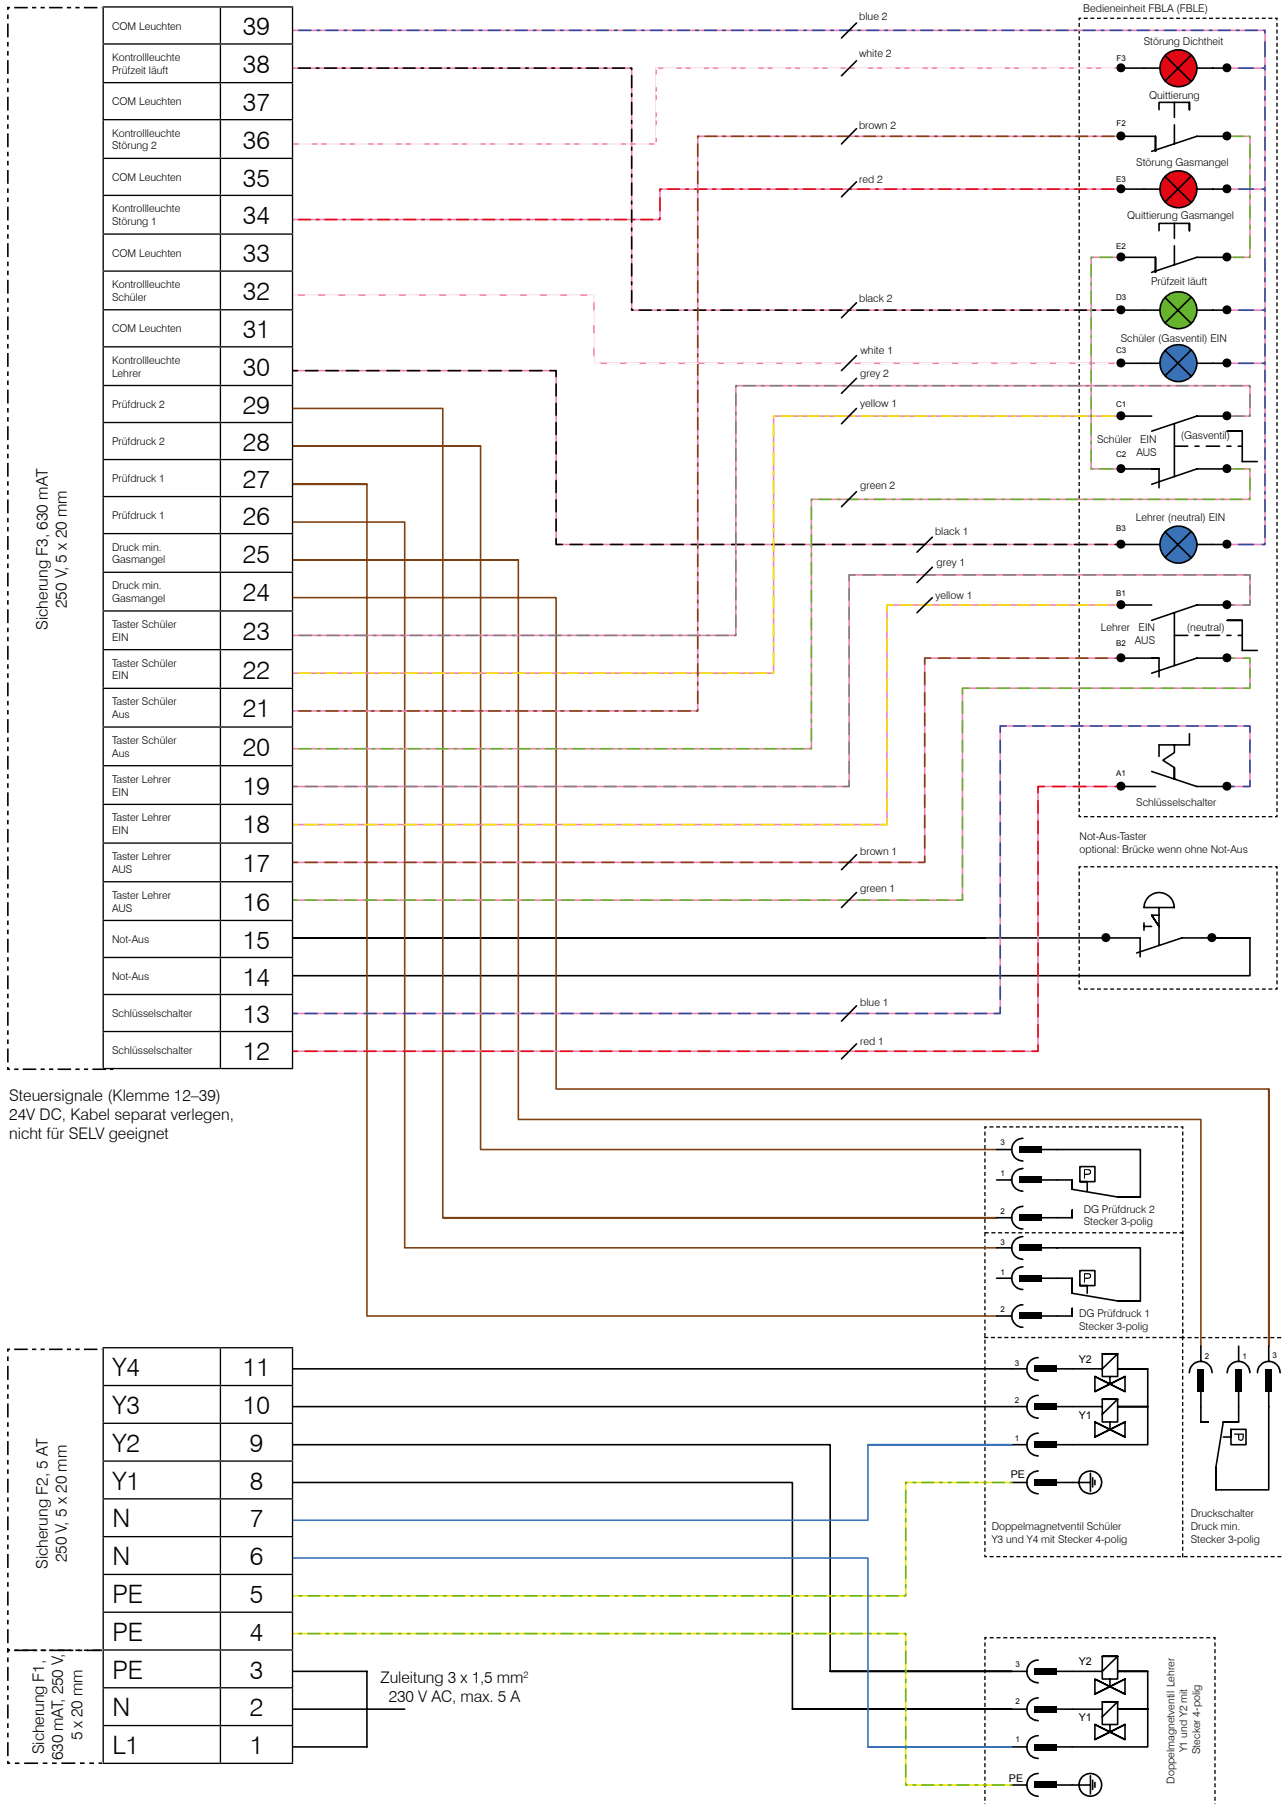 Bedieneinheit FBLA (FBLE)
COM Leuchten 39
Kontrollleuchte
Prüfzeit läuft 38
COM Leuchten 37
Kontrollleuchte
Störung 2 36
COM Leuchten 35
Kontrollleuchte
Störung 1 34
COM Leuchten 33
Kontrollleuchte
Schüler 32
COM Leuchten 31
Kontrollleuchte
Lehrer 30
Prüfdruck 2 29
Prüfdruck 2 28
Prüfdruck 1 27
Prüfdruck 1 26
Druck min.
Gasmangel 25
Druck min.
Gasmangel 24
Taster Schüler
EIN 23
Taster Schüler
EIN 22
Taster Schüler
Aus 21
Taster Schüler
Aus 20
Taster Lehrer
EIN 19
Taster Lehrer
EIN 18
Taster Lehrer
AUS 17
Taster Lehrer
AUS 16
Not-Aus 15
Not-Aus 14
Schlüsselschalter 13
Schlüsselschalter 12
Sicherung F3, 630 mAT
250 V, 5 x 20 mm
Steuersignale (Klemme 12–39)
24V DC, Kabel separat verlegen,
nicht für SELV geeignet
blue 2
white 2
brown 2
red 2
black 2
white 1
grey 2
yellow 1
green 2
black 1
grey 1
yellow 1
brown 1
green 1
blue 1
red 1
Störung Dichtheit
F3
Quittierung
F2
Störung Gasmangel
E3
Quittierung Gasmangel
E2
Prüfzeit läuft
D3
Schüler (Gasventil) EIN
C3
C1
Schüler EIN (Gasventil)
AUS
C2
Lehrer (neutral) EIN
B3
B1
Lehrer EIN (neutral)
AUS
B2
A1
Schlüsselschalter
Not-Aus-Taster
optional: Brücke wenn ohne Not-Aus
3
1 P
2
DG Prüfdruck 2
Stecker 3-polig
3
1 P
2
DG Prüfdruck 1
Stecker 3-polig
Y4 11
Y3 10
Y2 9
Y1 8
N 7
N 6
PE 5
PE 4
PE 3
N 2
L1 1
Sicherung F2, 5 AT
250 V, 5 x 20 mm
Sicherung F1,
630 mAT, 250 V,
5 x 20 mm
Zuleitung 3 x 1,5 mm²
230 V AC, max. 5 A
3 Y2
2 Y1
1
PE
Doppelmagnetventil Schüler
Y3 und Y4 mit Stecker 4-polig
2 1 3
P
Druckschalter
Druck min.
Stecker 3-polig
3 Y2
2 Y1
1
PE
Doppelmagnetventil Lehrer
Y1 und Y2 mit
Stecker 4-polig